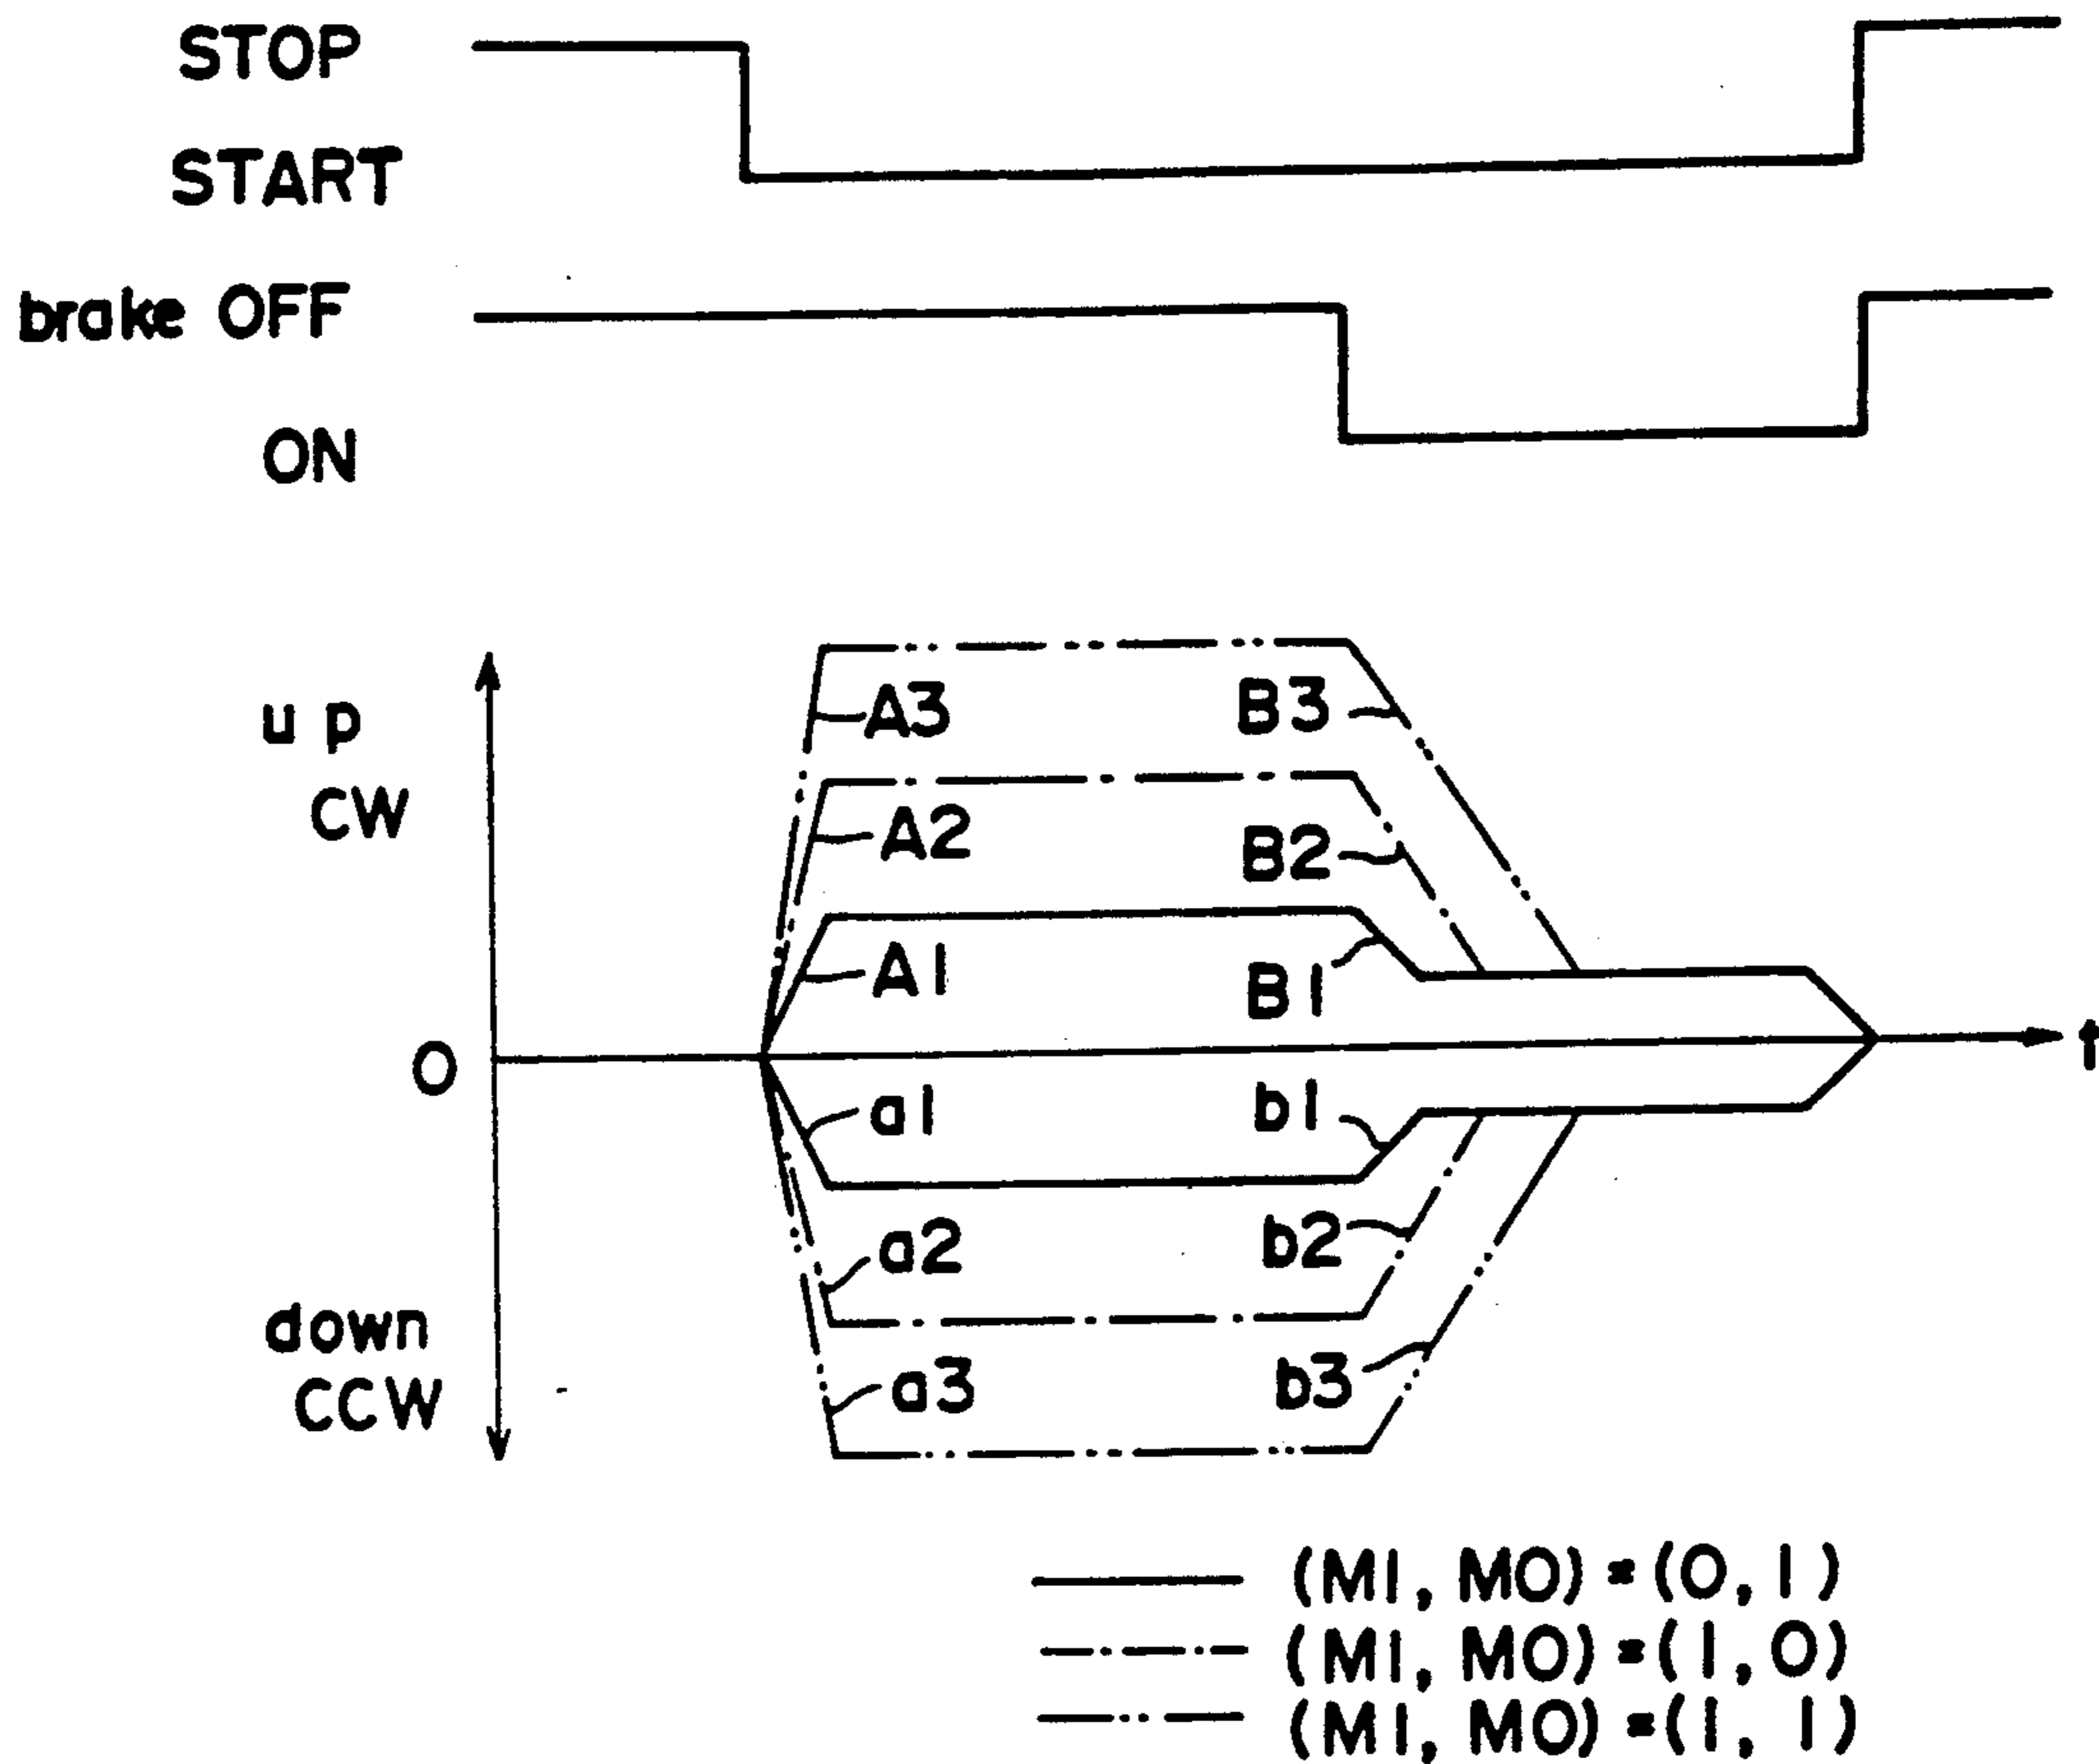 STOP
START
brake OFF
ON
up
CW
A3
B3
A2
B2
A1
B1
0
t
a1
b1
a2
b2
down
CCW
a3
b3
(M1, M0) = (0, 1)
(M1, M0) = (1, 0)
(M1, M0) = (1, 1)